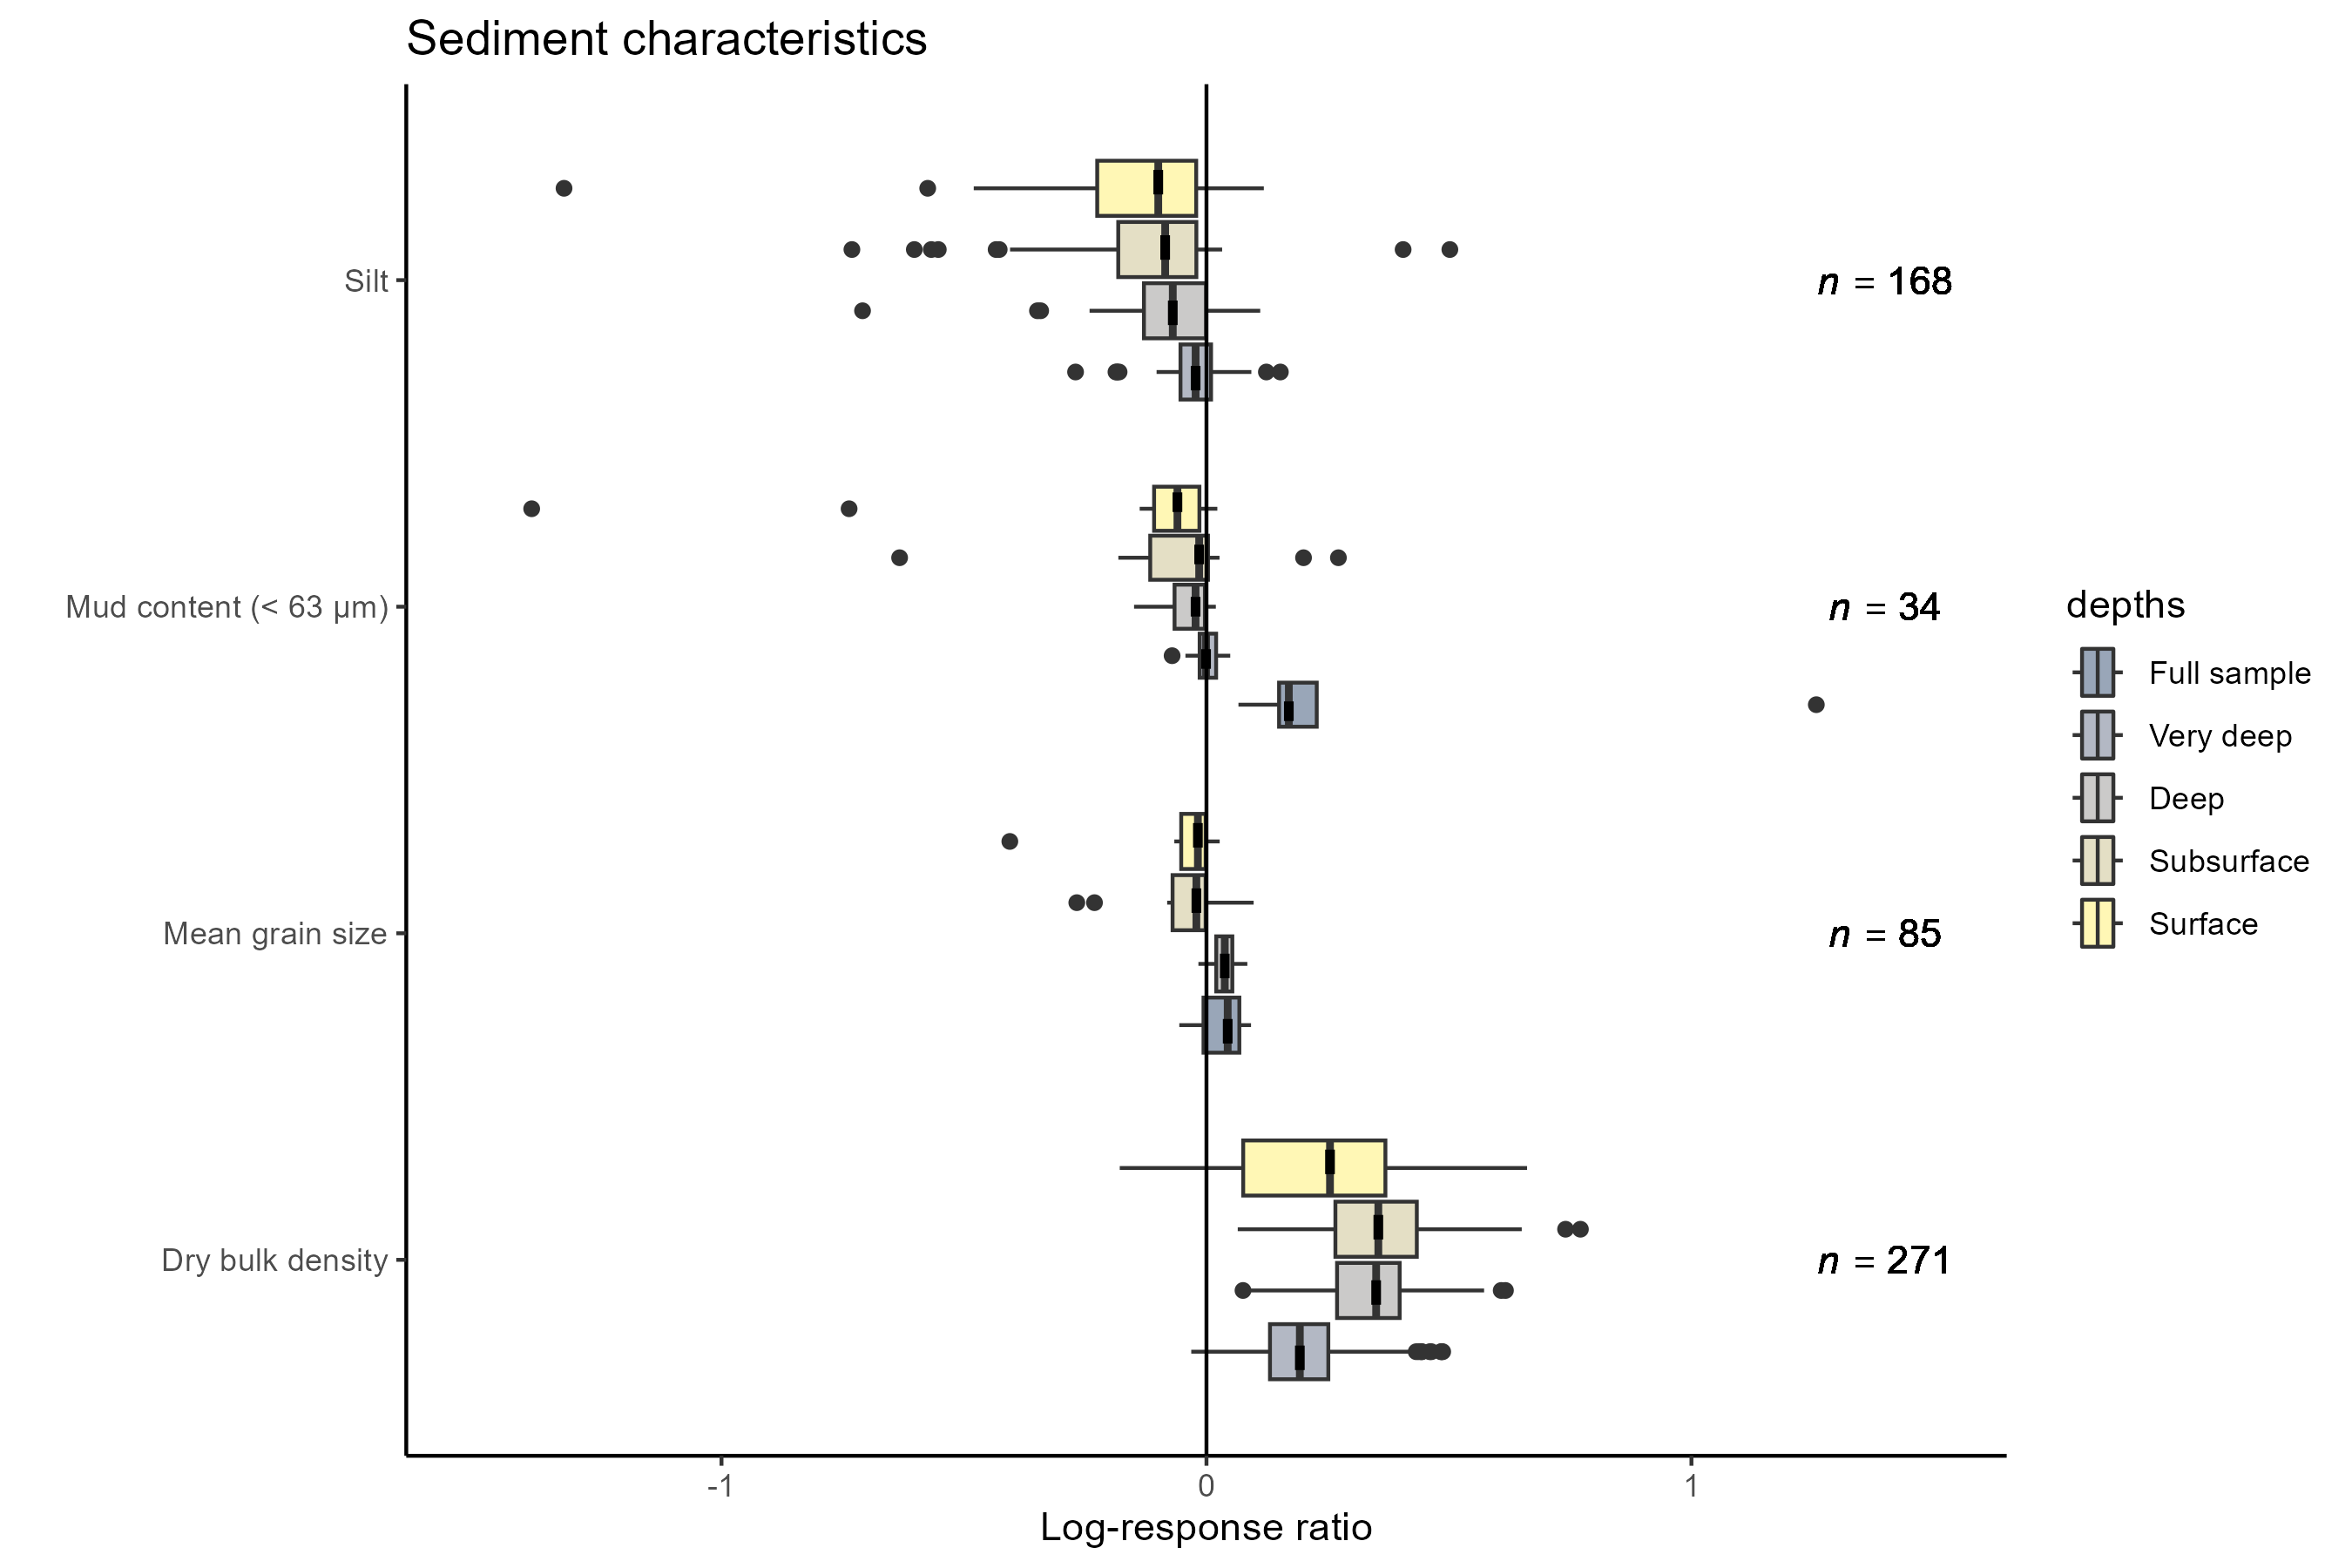 Sediment characteristics
Silt
n = 168
Mud content (< 63 μm)
n = 34
Mean grain size
n = 85
Dry bulk density
n = 271
-1
0
1
Log-response ratio
depths
Full sample
Very deep
Deep
Subsurface
Surface